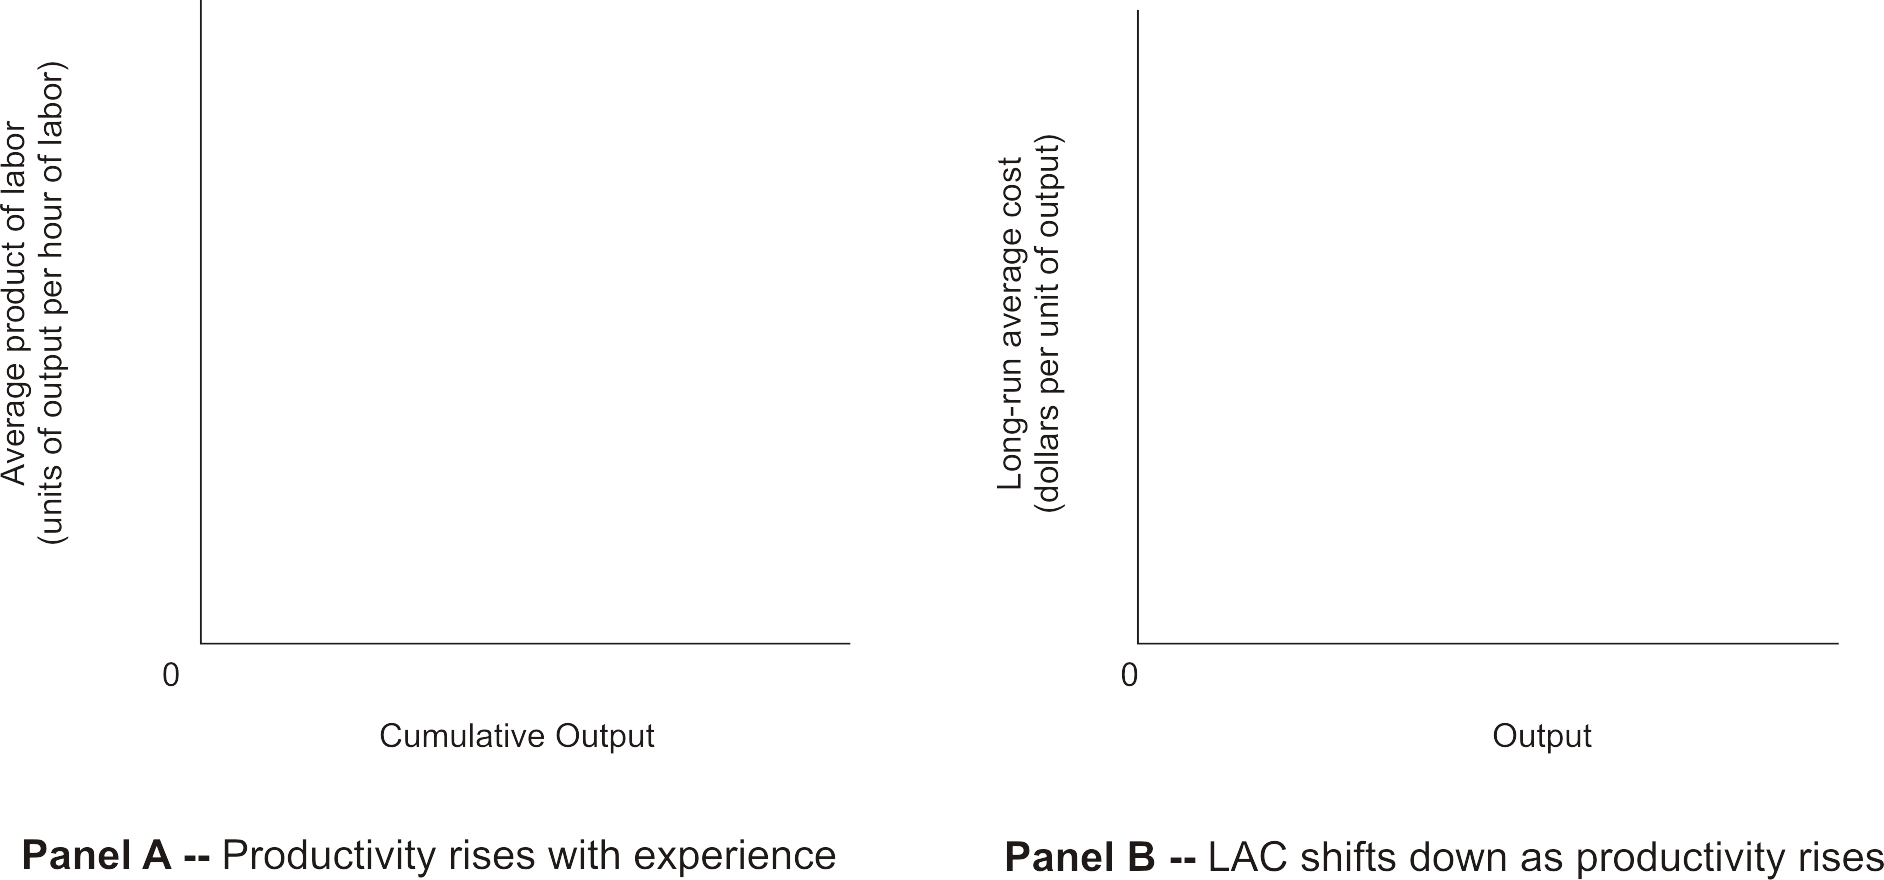 Average product of labor
(units of output per hour of labor)
0
Cumulative Output
Panel A -- Productivity rises with experience
Long-run average cost
(dollars per unit of output)
0
Output
Panel B -- LAC shifts down as productivity rises